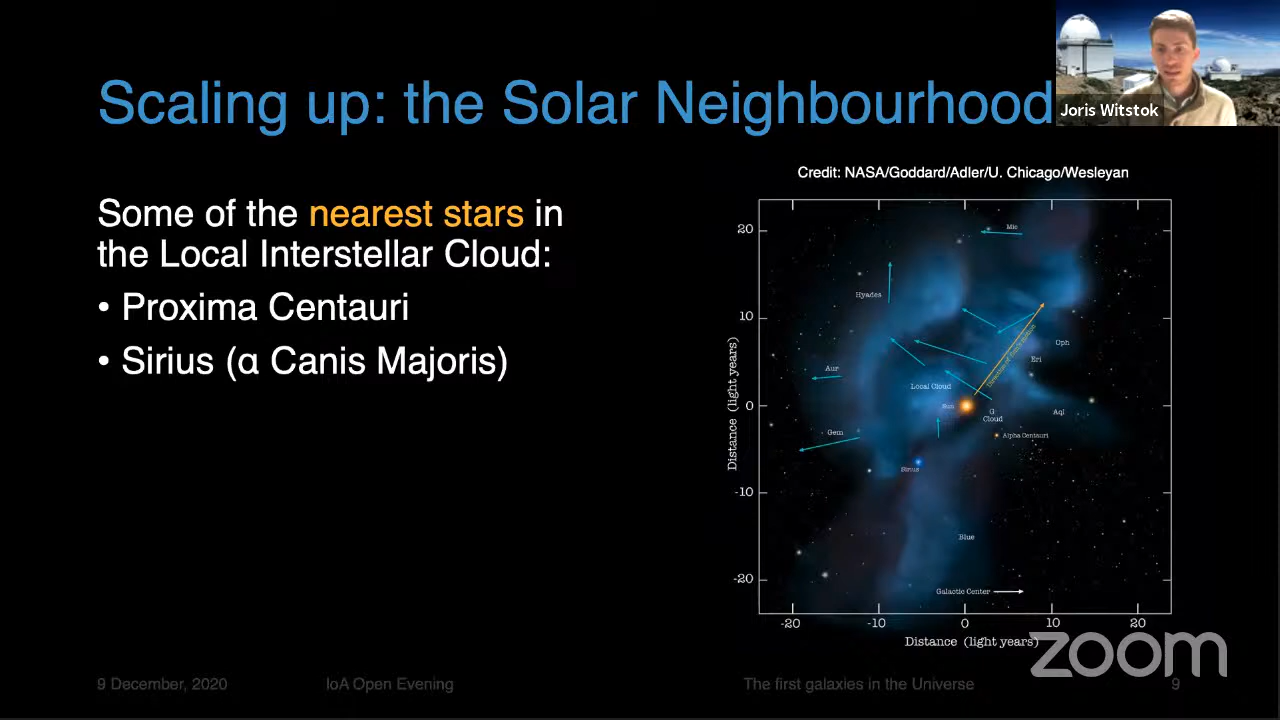 Scaling up: the Solar Neighbourhood
Joris Witstok
Credit: NASA/Goddard/Adler/U. Chicago/Wesleyan
Some of the nearest stars in
the Local Interstellar Cloud:
• Proxima Centauri
• Sirius (α Canis Majoris)
Distance (light years)
20
10
0
-10
-20
Mic
Hyades
Oph
Eri
Aur
Local Cloud
Sun
G
Cloud
Aql
Gem
Alpha Centauri
Sirius
Blue
Galactic Center
-20
-10
0
10
20
Distance (light years)
zoom
9 December, 2020
IoA Open Evening
The first galaxies in the Universe
9